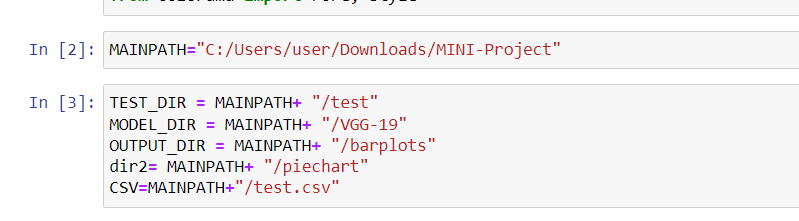 In [2]: MAINPATH="C:/Users/user/Downloads/MINI-Project"
In [3]: TEST_DIR = MAINPATH+ "/test"
MODEL_DIR = MAINPATH+ "/VGG-19"
OUTPUT_DIR = MAINPATH+ "/barplots"
dir2= MAINPATH+ "/piechart"
CSV=MAINPATH+"/test.csv"